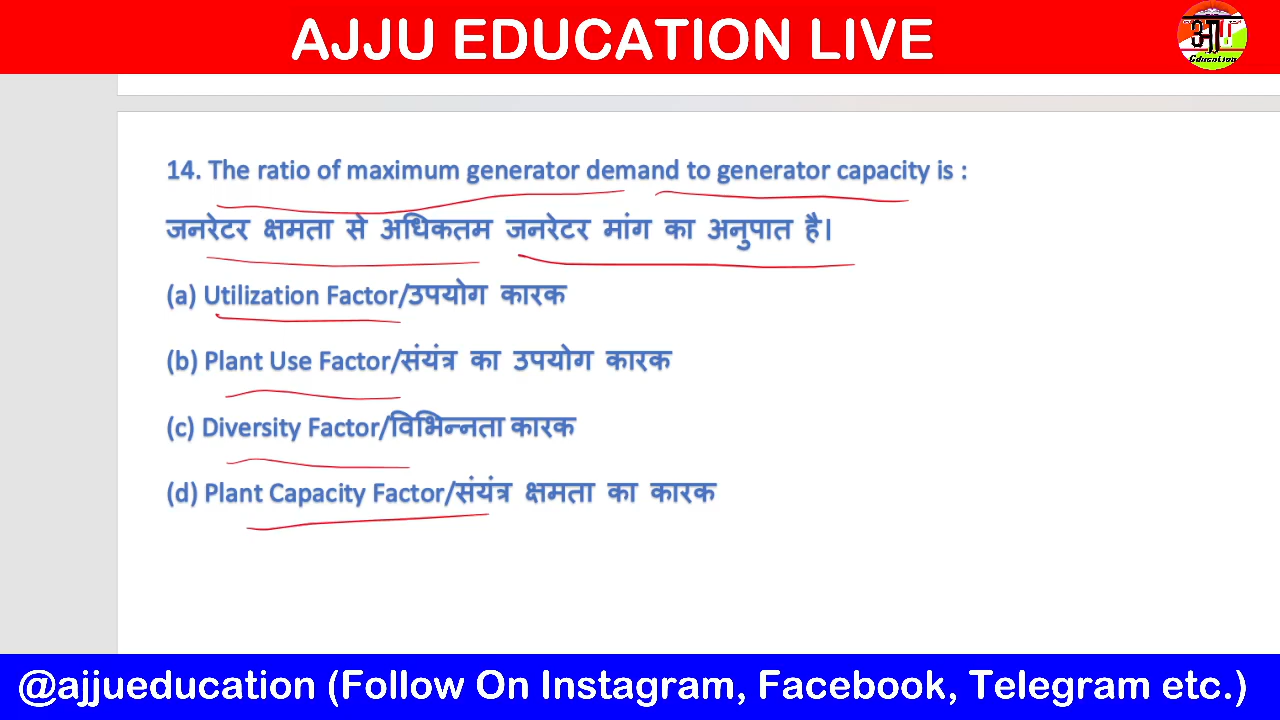 AJJU EDUCATION LIVE
आजु
Education
14. The ratio of maximum generator demand to generator capacity is :
जनरेटर क्षमता से अधिकतम जनरेटर मांग का अनुपात है।
(a) Utilization Factor/उपयोग कारक
(b) Plant Use Factor/संयंत्र का उपयोग कारक
(c) Diversity Factor/विभिन्नता कारक
(d) Plant Capacity Factor/संयंत्र क्षमता का कारक
@ajjueducation (Follow On Instagram, Facebook, Telegram etc.)